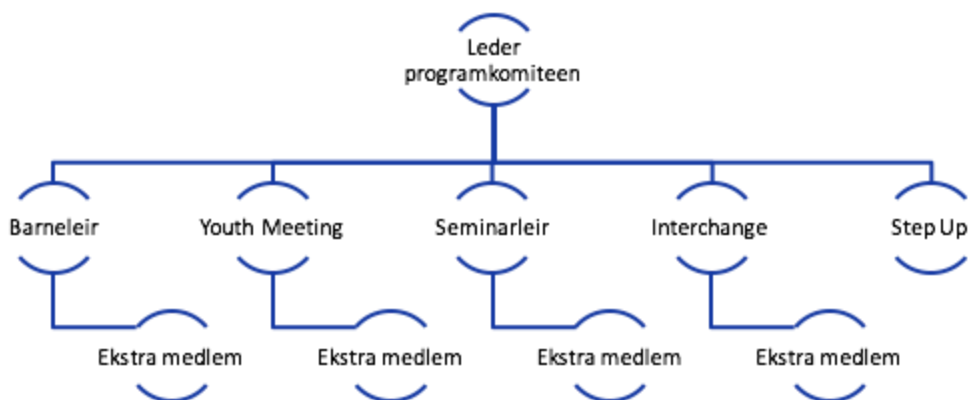 Leder
programkomiteen
Barneleir
Youth Meeting
Seminarleir
Interchange
Step Up
Ekstra medlem
Ekstra medlem
Ekstra medlem
Ekstra medlem